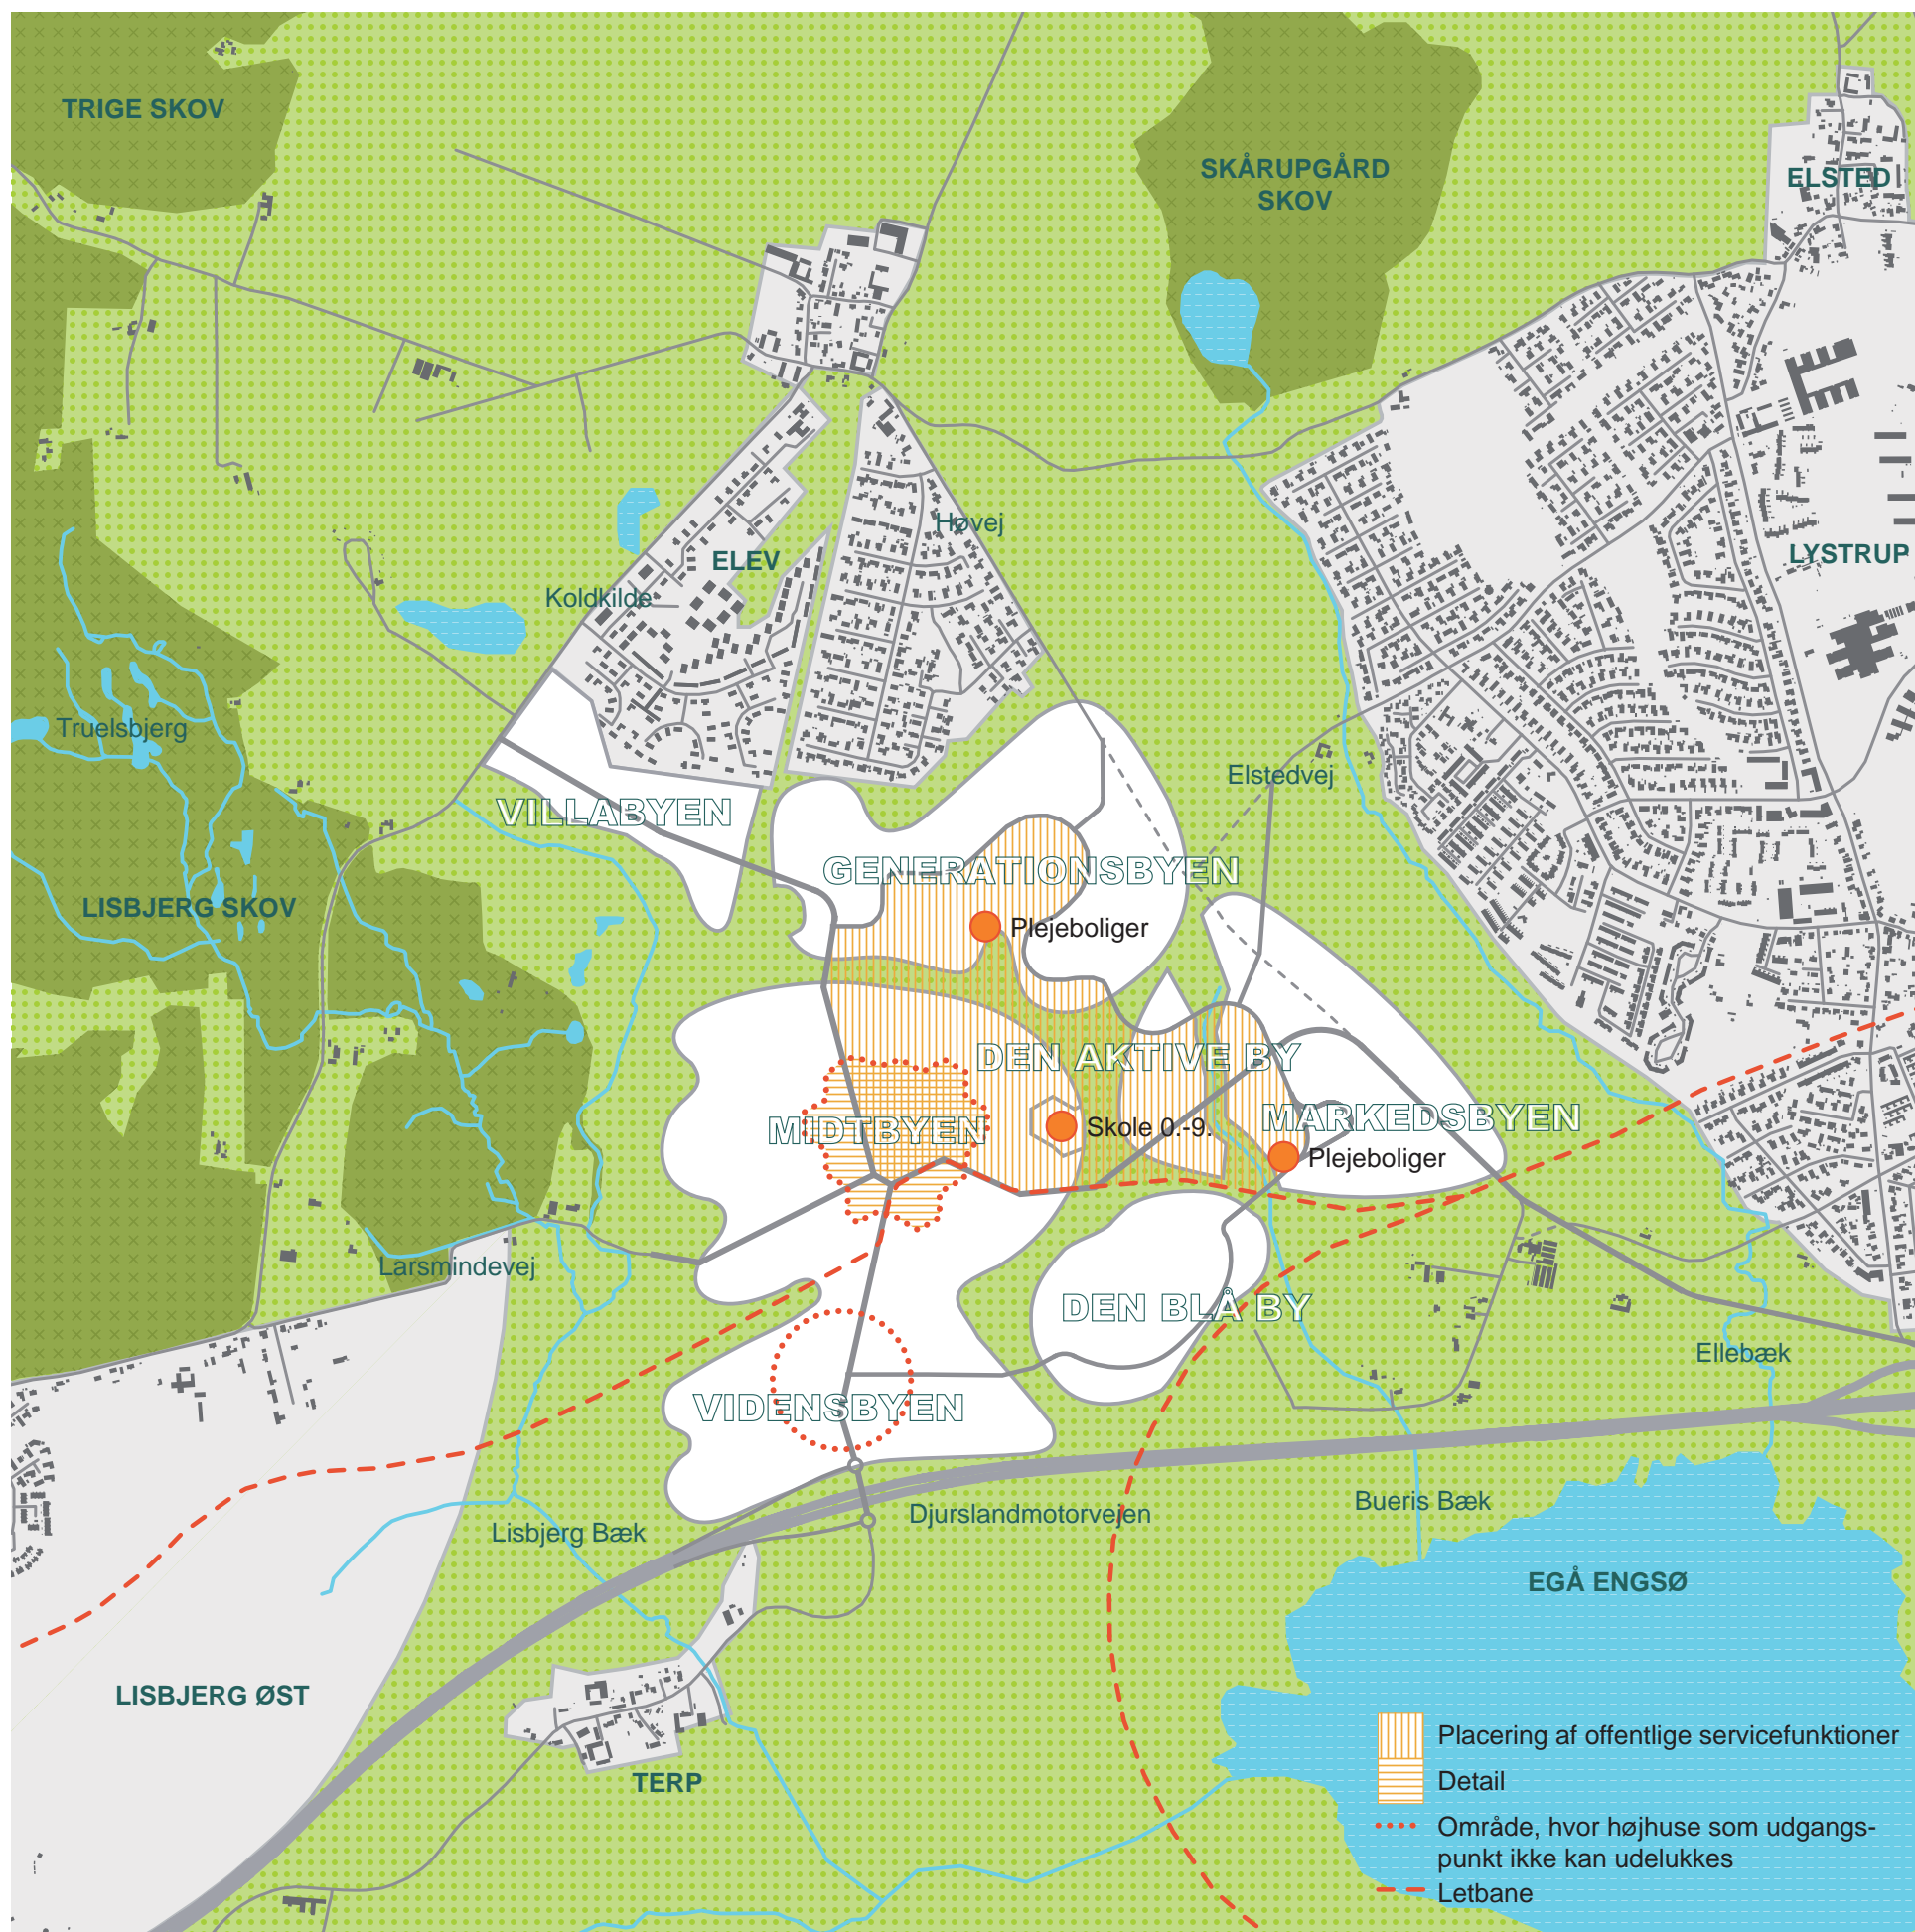 TRIGE SKOV
SKÅRUPGÅRD
SKOV
ELSTED
Høvej
ELEV
LYSTRUP
Koldkilde
Truelsbjerg
Elstedvej
VILLABYEN
GENERATIONSBYEN
LISBJERG SKOV
Plejeboliger
DEN AKTIVE BY
MIDTBYEN
Skole 0.-9.
MARKEDSBYEN
Plejeboliger
Larsmindevej
DEN BLÅ BY
Ellebæk
VIDENSBYEN
Djurslandmotorvejen
Bueris Bæk
Lisbjerg Bæk
EGÅ ENGSØ
LISBJERG ØST
TERP
Placering af offentlige servicefunktioner
Detail
Område, hvor højhuse som udgangs-
punkt ikke kan udelukkes
Letbane